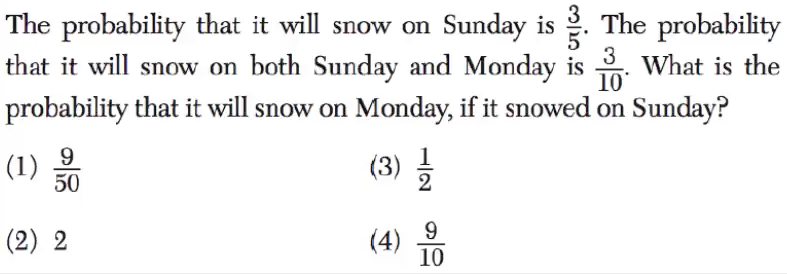 The probability that it will snow on Sunday is 3/5. The probability
that it will snow on both Sunday and Monday is 3/10. What is the
probability that it will snow on Monday, if it snowed on Sunday?
(1) 9/50 (3) 1/2
(2) 2 (4) 9/10